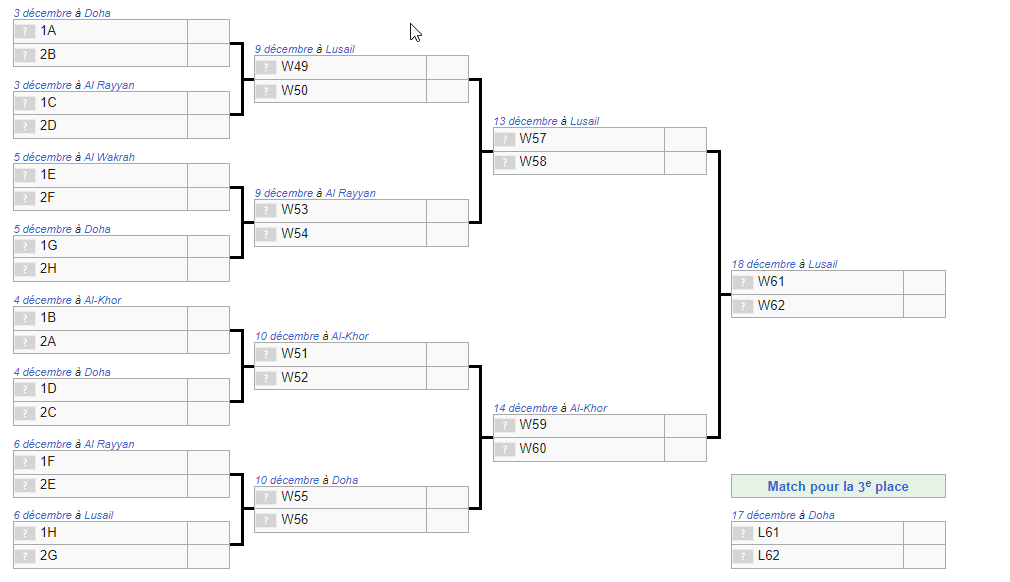 3 décembre à Doha
? 1A
? 2B
3 décembre à Al Rayyan
? 1C
? 2D
5 décembre à Al Wakrah
? 1E
? 2F
5 décembre à Doha
? 1G
? 2H
4 décembre à Al-Khor
? 1B
? 2A
4 décembre à Doha
? 1D
? 2C
6 décembre à Al Rayyan
? 1F
? 2E
6 décembre à Lusail
? 1H
? 2G
9 décembre à Lusail
? W49
? W50
9 décembre à Al Rayyan
? W53
? W54
10 décembre à Al-Khor
? W51
? W52
10 décembre à Doha
? W55
? W56
13 décembre à Lusail
? W57
? W58
14 décembre à Al-Khor
? W59
? W60
18 décembre à Lusail
? W61
? W62
Match pour la 3e place
17 décembre à Doha
? L61
? L62